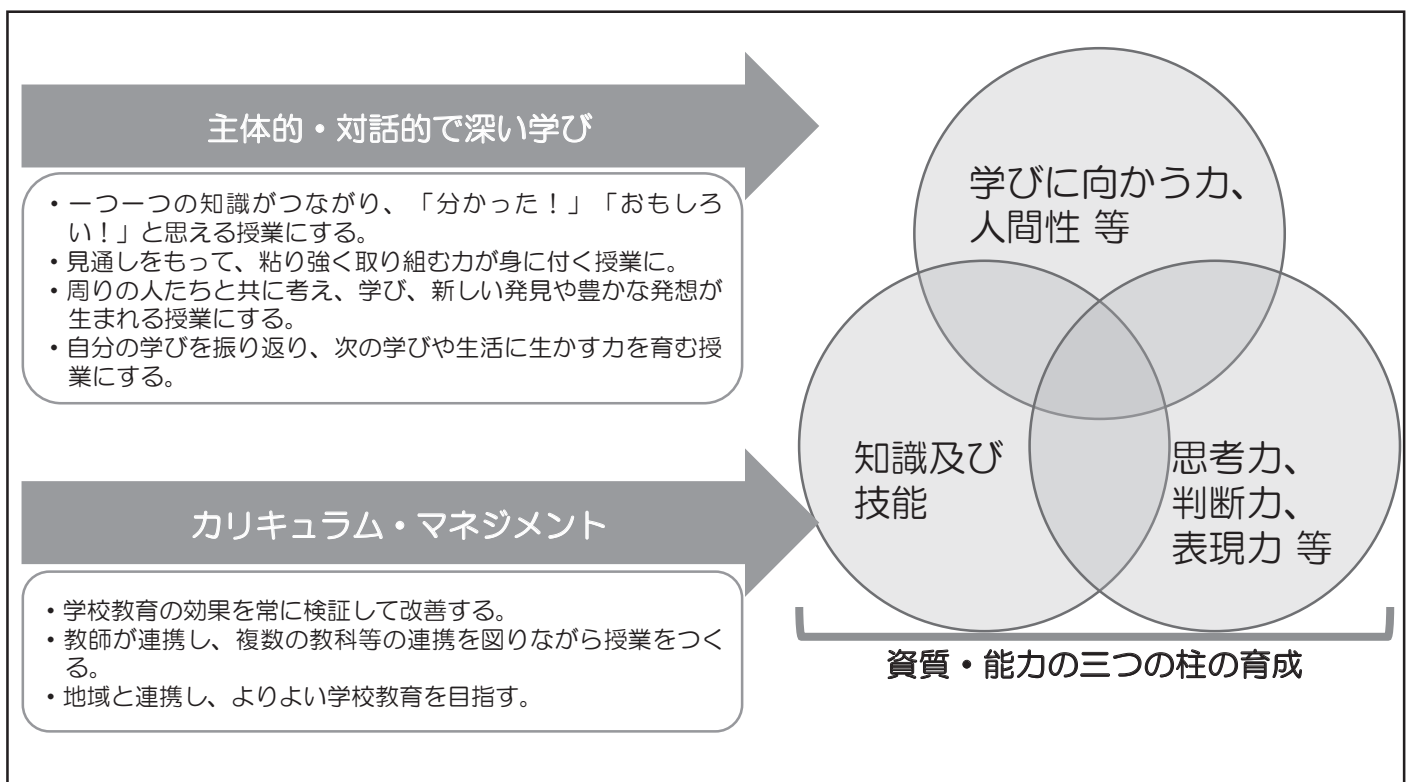 主体的・対話的で深い学び
・一つ一つの知識がつながり、「分かった！」「おもしろ
い！」と思える授業にする。
・見通しをもって、粘り強く取り組む力が身に付く授業に。
・周りの人たちと共に考え、学び、新しい発見や豊かな発想が
生まれる授業にする。
・自分の学びを振り返り、次の学びや生活に生かす力を育む授
業にする。
カリキュラム・マネジメント
・学校教育の効果を常に検証して改善する。
・教師が連携し、複数の教科等の連携を図りながら授業をつく
る。
・地域と連携し、よりよい学校教育を目指す。
学びに向かう力、
人間性 等
知識及び
技能
思考力、
判断力、
表現力 等
資質・能力の三つの柱の育成